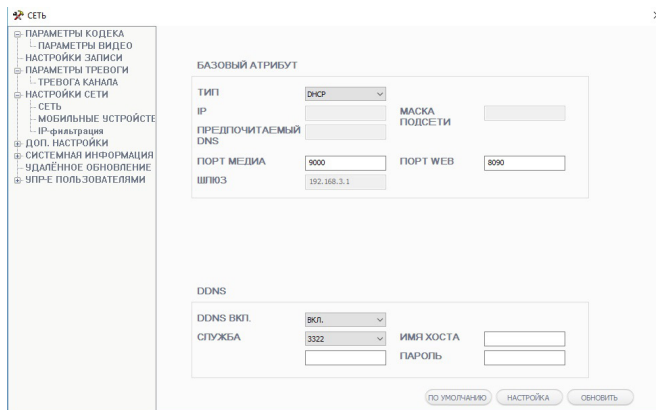 СЕТЬ
ПАРАМЕТРЫ КОДЕКА
ПАРАМЕТРЫ ВИДЕО
НАСТРОЙКИ ЗАПИСИ
ПАРАМЕТРЫ ТРЕВОГИ
ТРЕВОГА КАНАЛА
НАСТРОЙКИ СЕТИ
СЕТЬ
МОБИЛЬНЫЕ УСТРОЙСТЕ
IP-фильтрация
ДОП. НАСТРОЙКИ
СИСТЕМНАЯ ИНФОРМАЦИЯ
УДАЛЁННОЕ ОБНОВЛЕНИЕ
УПР-Е ПОЛЬЗОВАТЕЛЯМИ
БАЗОВЫЙ АТРИБУТ
ТИП DHCP
IP МАСКА ПОДСЕТИ
ПРЕДПОЧИТАЕМЫЙ DNS
ПОРТ МЕДИА 9000 ПОРТ WEB 8090
ШЛЮЗ 192.168.3.1
DDNS
DDNS ВКЛ. ВКЛ.
СЛУЖБА 3322 ИМЯ ХОСТА
ПАРОЛЬ
ПО УМОЛЧАНИЮ НАСТРОЙКА ОБНОВИТЬ